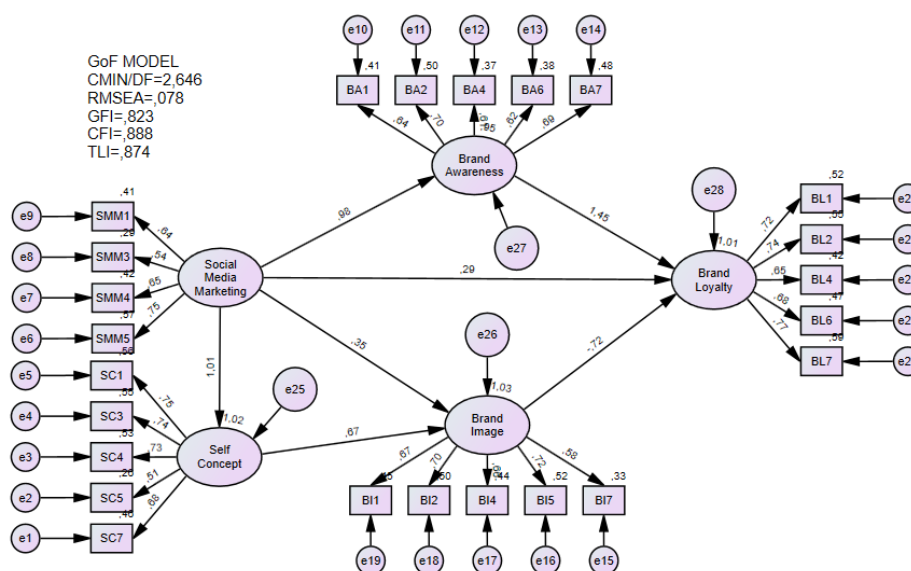 GoF MODEL
CMIN/DF=2,646
RMSEA=,078
GFI=,823
CFI=,888
TLI=,874
e10
e11
e12
e13
e14
,41
,50
,37
,38
,48
BA1
BA2
BA4
BA6
BA7
,64
,70
,62
,69
,95
Brand
Awareness
e27
,98
1,45
e28
1,01
Brand
Loyalty
,52
BL1
,72
BL2
,74
,42
BL4
,65
,47
BL6
,68
,59
BL7
,77
,41
e9
SMM1
,64
,29
e8
SMM3
,54
,42
e7
SMM4
,65
,57
e6
SMM5
,75
Social
Media
Marketing
,29
,35
1,01
-,72
e5
SC1
,75
,55
e4
SC3
,74
,53
e3
SC4
,73
,26
e2
SC5
,51
,46
e1
SC7
,68
e25
1,02
Self
Concept
,67
e26
1,03
Brand
Image
,67
,70
,72
,58
,50
,44
,52
,33
BI1
BI2
BI4
BI5
BI7
e19
e18
e17
e16
e15